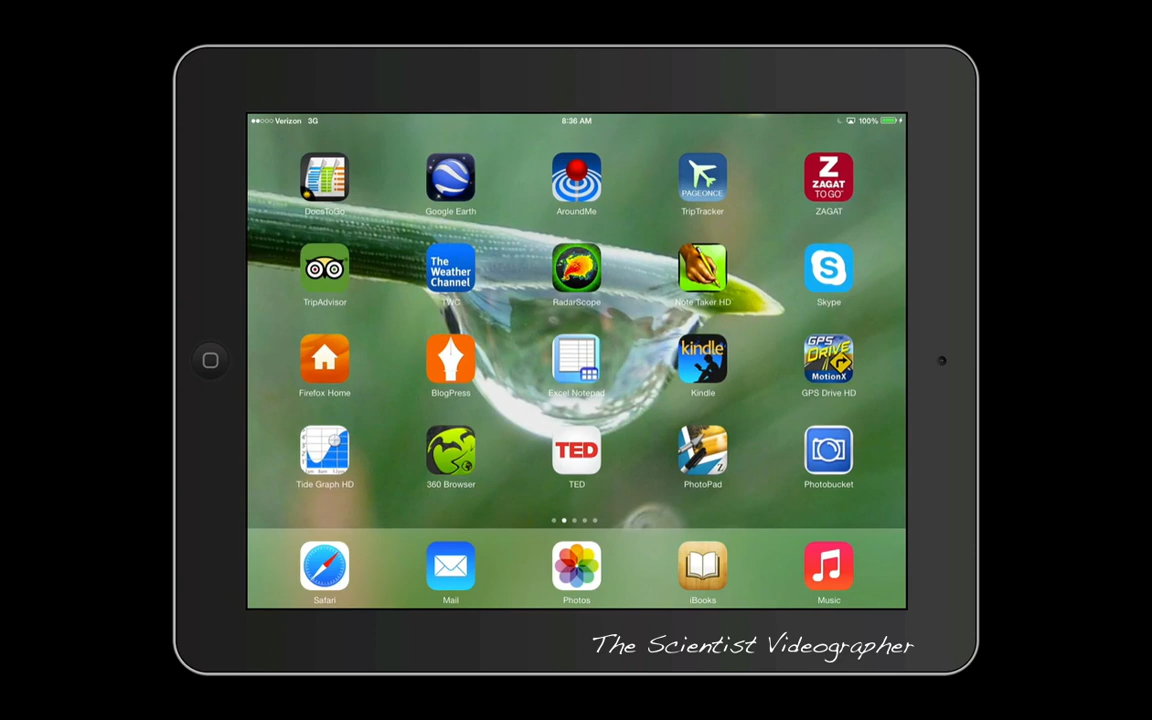 Verizon 3G 8:36 AM 100%
PAGEONCE Z ZAGAT TO GO
DocsToGo Google Earth AroundMe TripTracker ZAGAT
The Weather Channel
TripAdvisor TWC RadarScope Note Taker HD Skype
kindle GPS DRIVE MotionX
Firefox Home BlogPress Excel Notepad Kindle GPS Drive HD
TED
Tide Graph HD 360 Browser TED PhotoPad Photobucket
Safari Mail Photos iBooks Music
The Scientist Videographer